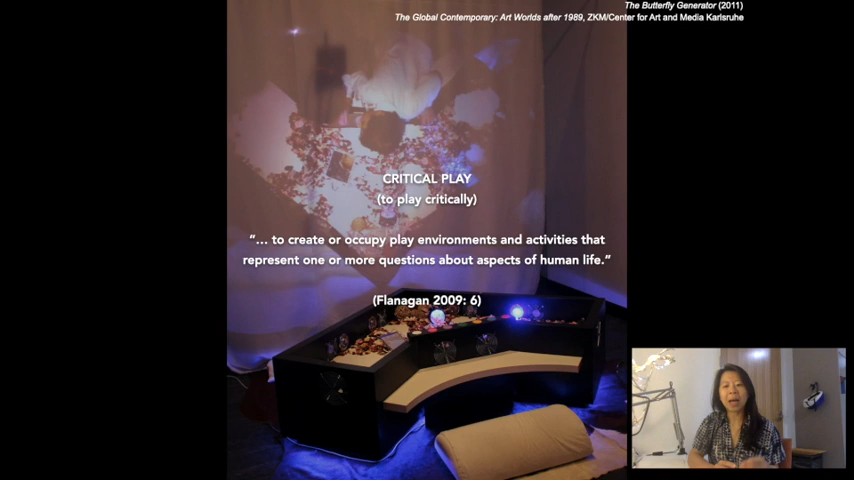 The Butterfly Generator (2011)
The Global Contemporary: Art Worlds after 1989, ZKM/Center for Art and Media Karlsruhe
CRITICAL PLAY
(to play critically)
“... to create or occupy play environments and activities that
represent one or more questions about aspects of human life.”
(Flanagan 2009: 6)